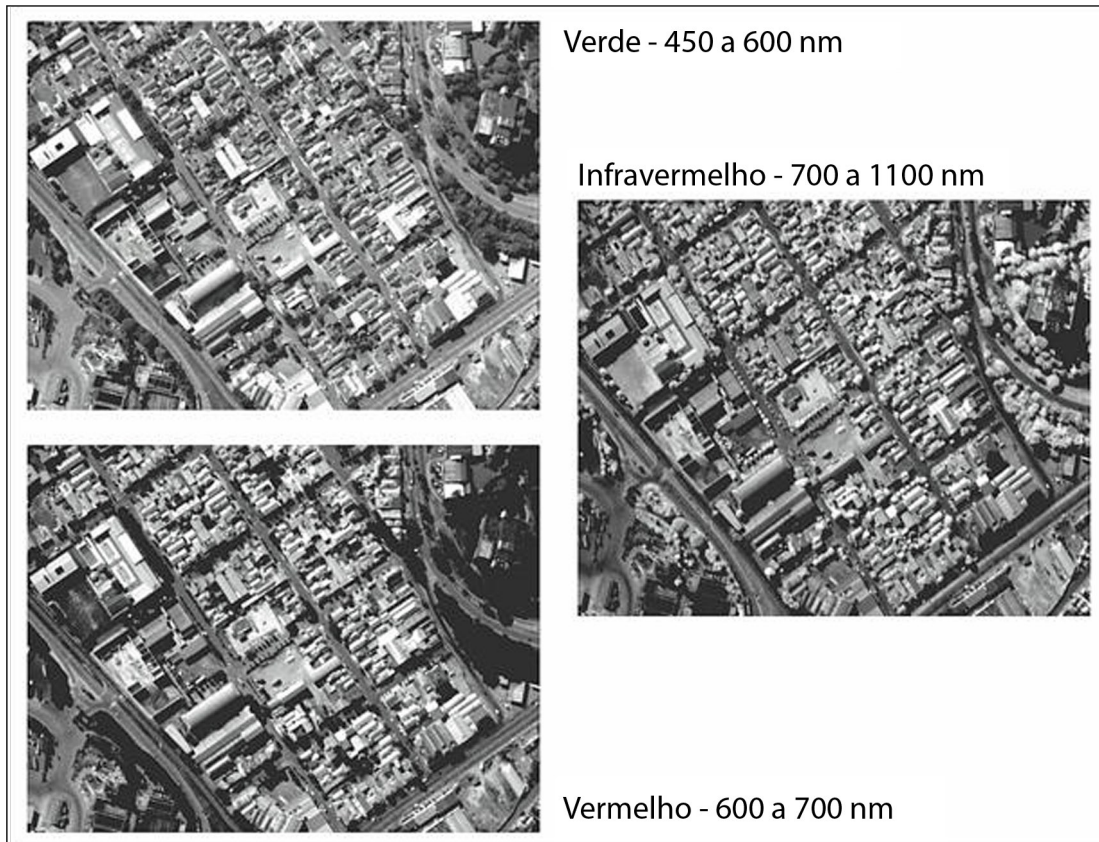 Verde - 450 a 600 nm
Infravermelho - 700 a 1100 nm
Vermelho - 600 a 700 nm